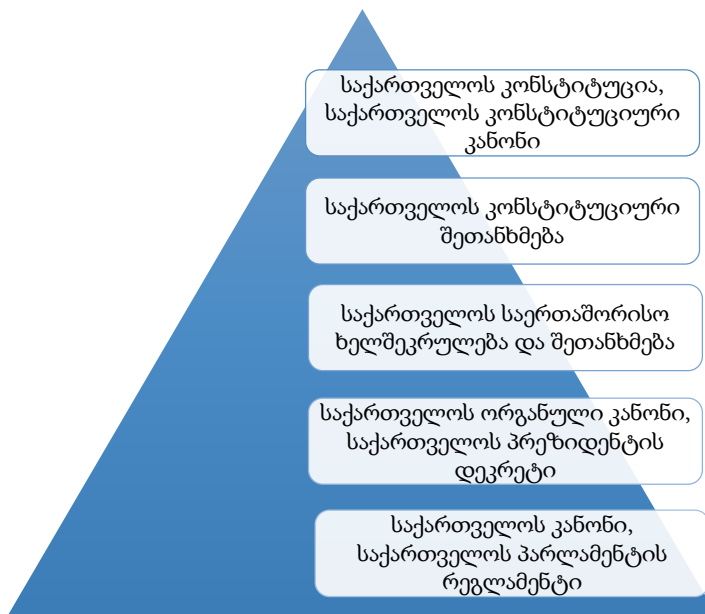 საქართველოს კონსტიტუცია,
საქართველოს კონსტიტუციური
კანონი
საქართველოს კონსტიტუციური
შეთანხმება
საქართველოს საერთაშორისო
ხელშეკრულება და შეთანხმება
საქართველოს ორგანული კანონი,
საქართველოს პრეზიდენტის
დეკრეტი
საქართველოს კანონი,
საქართველოს პარლამენტის
რეგლამენტი